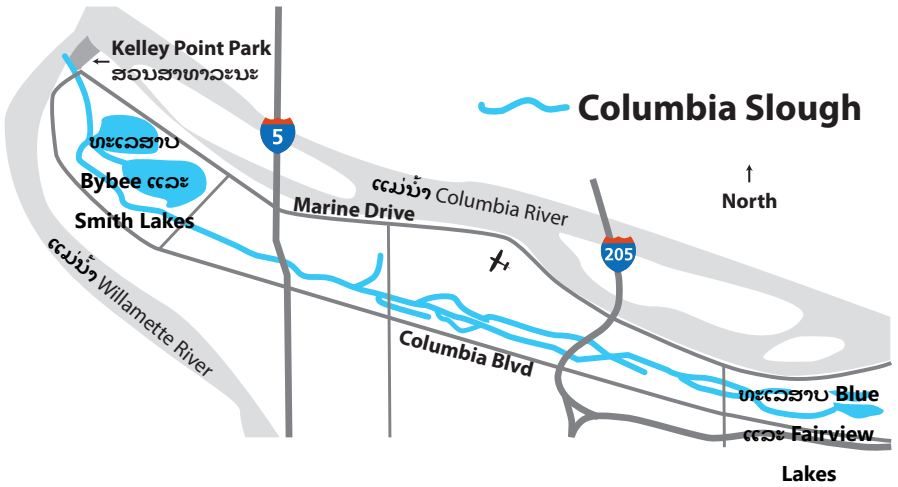 Kelley Point Park
ສວນສາທາລະນະ
5
Columbia Slough
ທະເລສາບ
Bybee ແລະ
Smith Lakes
ແມ່ນ້ຳ Columbia River
North
Marine Drive
205
ແມ່ນ້ຳ Willamette River
Columbia Blvd
ທະເລສາບ Blue
ແລະ Fairview
Lakes